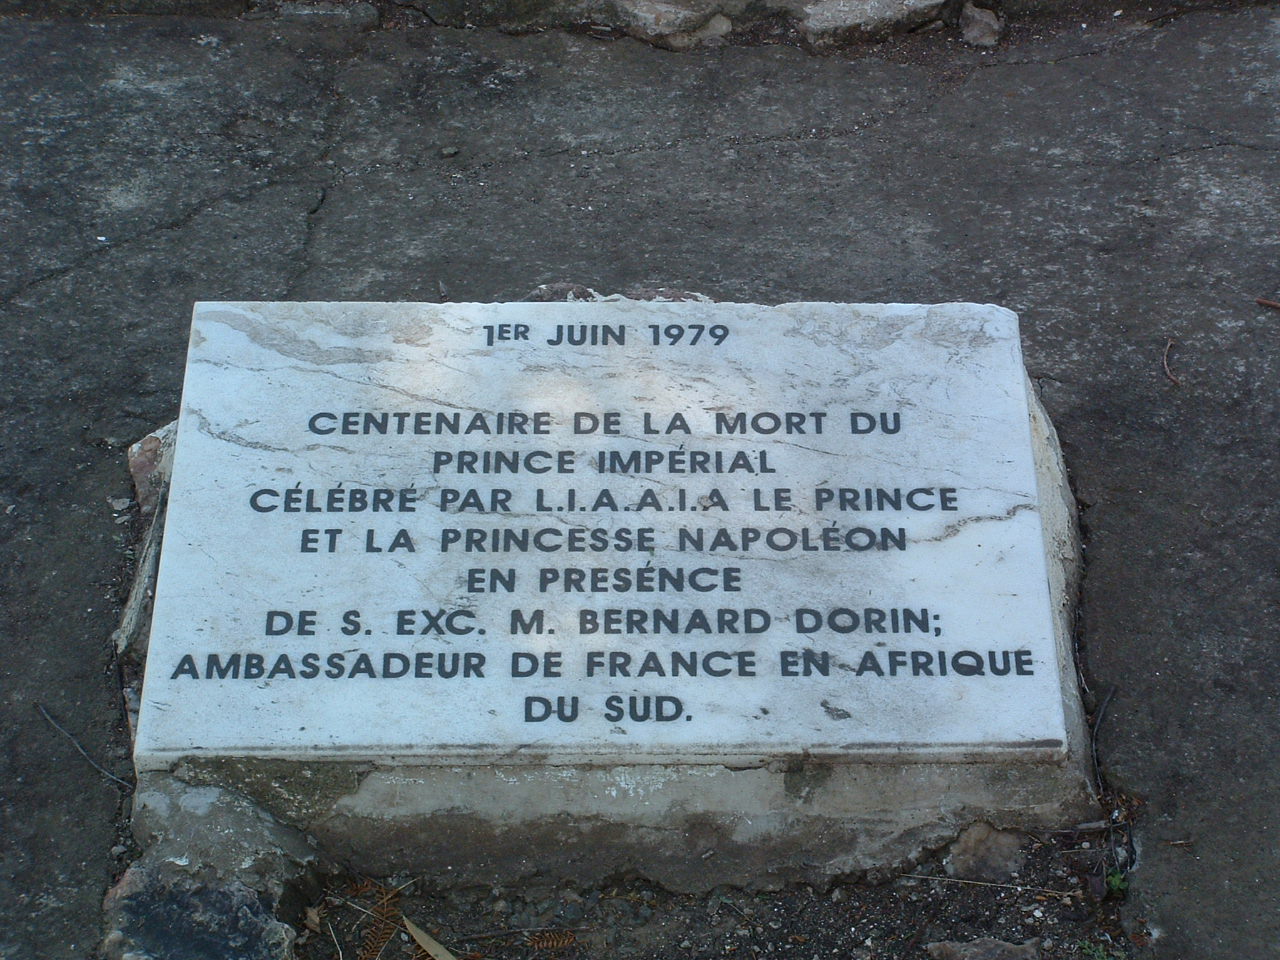 1ER JUIN 1979
CENTENAIRE DE LA MORT DU
PRINCE IMPÉRIAL
CÉLÉBRÉ PAR L.I.A.A.I.A LE PRINCE
ET LA PRINCESSE NAPOLÉON
EN PRESÉNCE
DE S. EXC. M. BERNARD DORIN;
AMBASSADEUR DE FRANCE EN AFRIQUE
DU SUD.